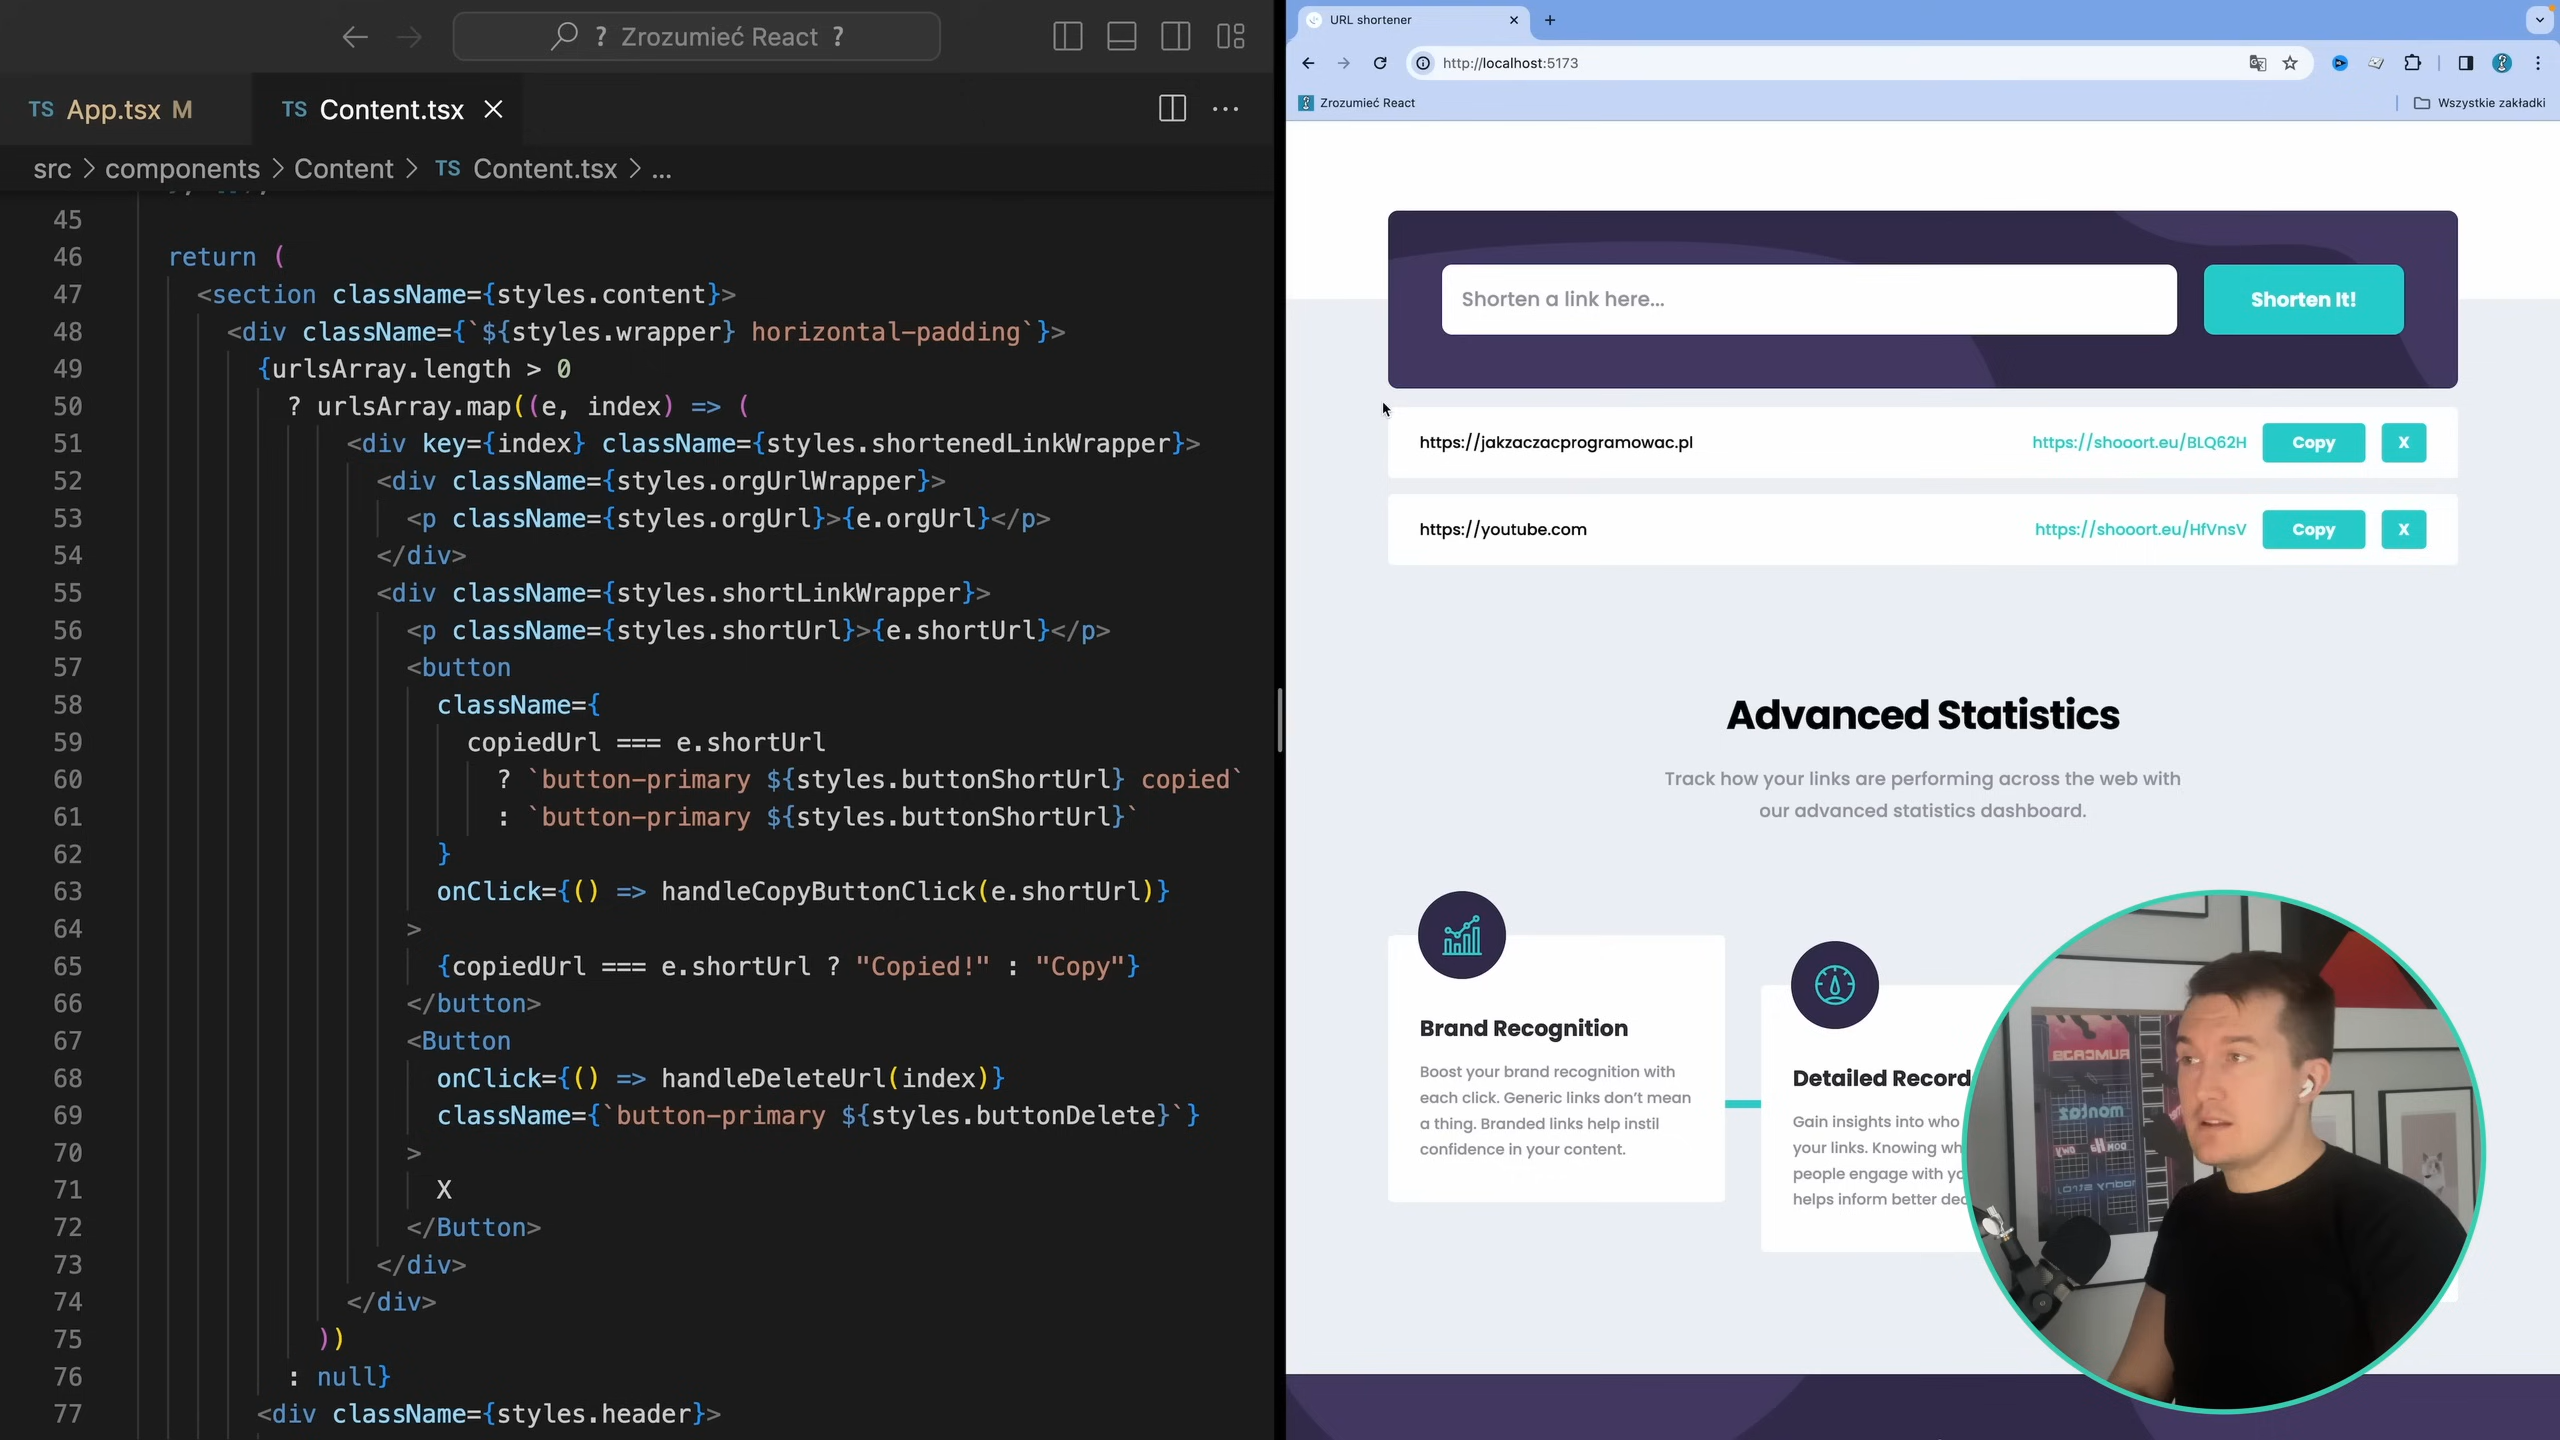 ? Zrozumieć React ?
TS App.tsx M
TS Content.tsx
src > components > Content > TS Content.tsx > ...
45
46 return (
47 <section className={styles.content}>
48 <div className={`${styles.wrapper} horizontal-padding`}>
49 {urlsArray.length > 0
50 ? urlsArray.map((e, index) => (
51 <div key={index} className={styles.shortenedLinkWrapper}>
52 <div className={styles.orgUrlWrapper}>
53 <p className={styles.orgUrl}>{e.orgUrl}</p>
54 </div>
55 <div className={styles.shortLinkWrapper}>
56 <p className={styles.shortUrl}>{e.shortUrl}</p>
57 <button
58 className={
59 copiedUrl === e.shortUrl
60 ? `button-primary ${styles.buttonShortUrl} copied`
61 : `button-primary ${styles.buttonShortUrl}`
62 }
63 onClick={() => handleCopyButtonClick(e.shortUrl)}
64 >
65 {copiedUrl === e.shortUrl ? "Copied!" : "Copy"}
66 </button>
67 <Button
68 onClick={() => handleDeleteUrl(index)}
69 className={`button-primary ${styles.buttonDelete}`}
70 >
71 X
72 </Button>
73 </div>
74 </div>
75 ))
76 : null}
77 <div className={styles.header}>
URL shortener
http://localhost:5173
Zrozumieć React
Wszystkie zakładki
Shorten a link here...
Shorten It!
https://jakzaczacprogramowac.pl
https://shooort.eu/BLQ62H
Copy
X
https://youtube.com
https://shooort.eu/HfVnsV
Copy
X
Advanced Statistics
Track how your links are performing across the web with
our advanced statistics dashboard.
Brand Recognition
Boost your brand recognition with
each click. Generic links don't mean
a thing. Branded links help instil
confidence in your content.
Detailed Record
Gain insights into who
your links. Knowing
people engage with
helps inform better